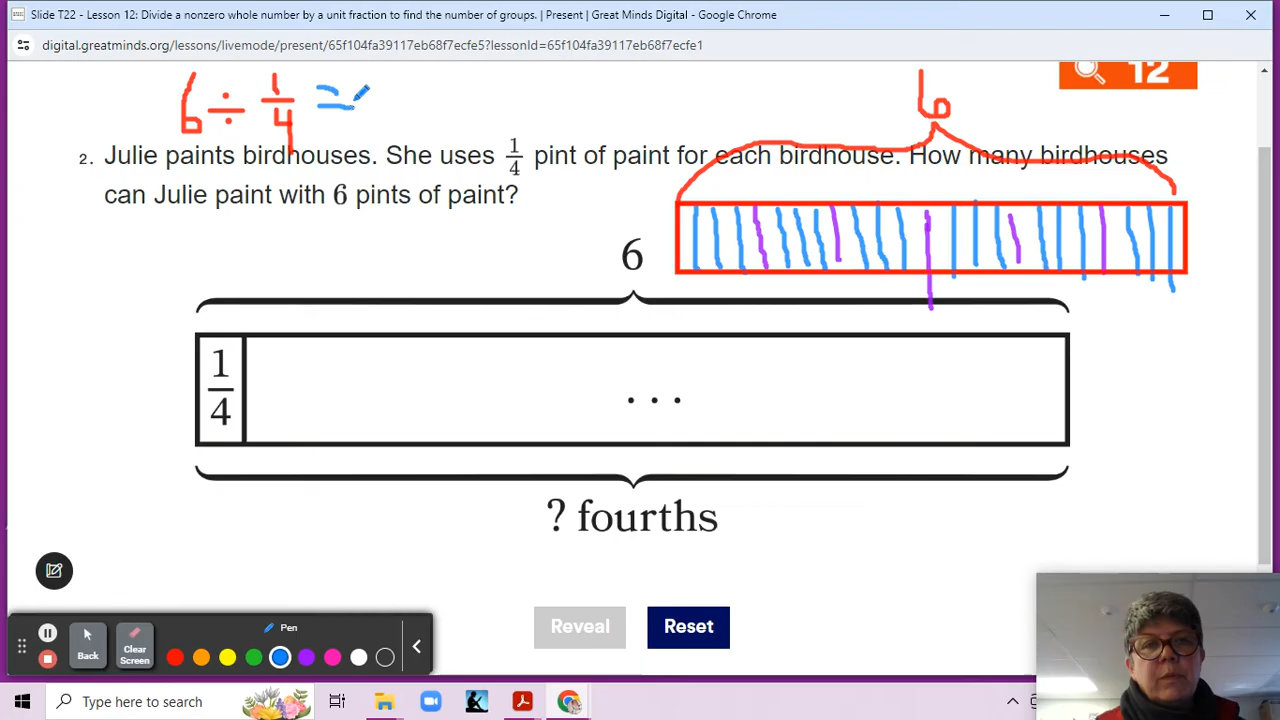 Slide T22 - Lesson 12: Divide a nonzero whole number by a unit fraction to find the number of groups. | Present | Great Minds Digital - Google Chrome
digital.greatminds.org/lessons/livemode/present/65f104fa39117eb68f7ecfe5?lessonId=65f104fa39117eb68f7ecfe1
12
6 ÷ 1/4 =
6
2. Julie paints birdhouses. She uses 1/4 pint of paint for each birdhouse. How many birdhouses
can Julie paint with 6 pints of paint?
6
1/4 ...
? fourths
Reveal Reset
Pen
Back Clear Screen
Type here to search